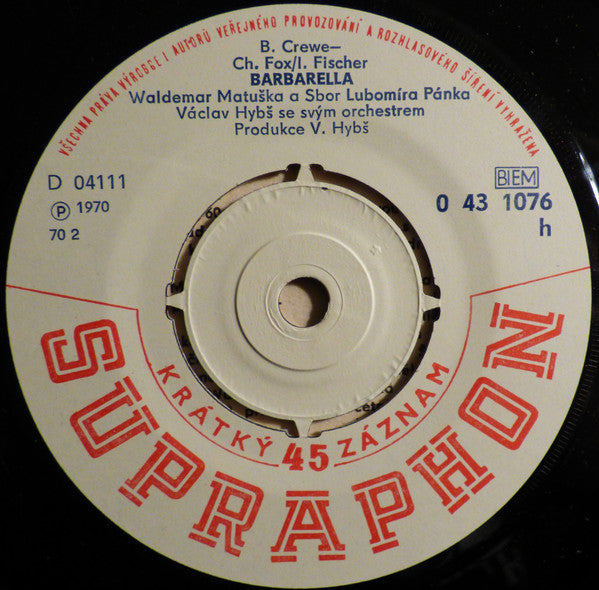 VŠECHNA PRÁVA VÝROBCE I AUTORŮ VEŘEJNÉHO PROVOZOVÁNÍ A ROZHLASOVÉHO ŠÍŘENÍ VYHRAŽENA
B. Crewe—
Ch. Fox/I. Fischer
BARBARELLA
Waldemar Matuška a Sbor Lubomíra Pánka
Václav Hybš se svým orchestrem
Produkce V. Hybš
D 04111
Ⓟ 1970
70 2
BIEM
0 43 1076
h
KRÁTKÝ 45 ZÁZNAM
SUPRAPHON